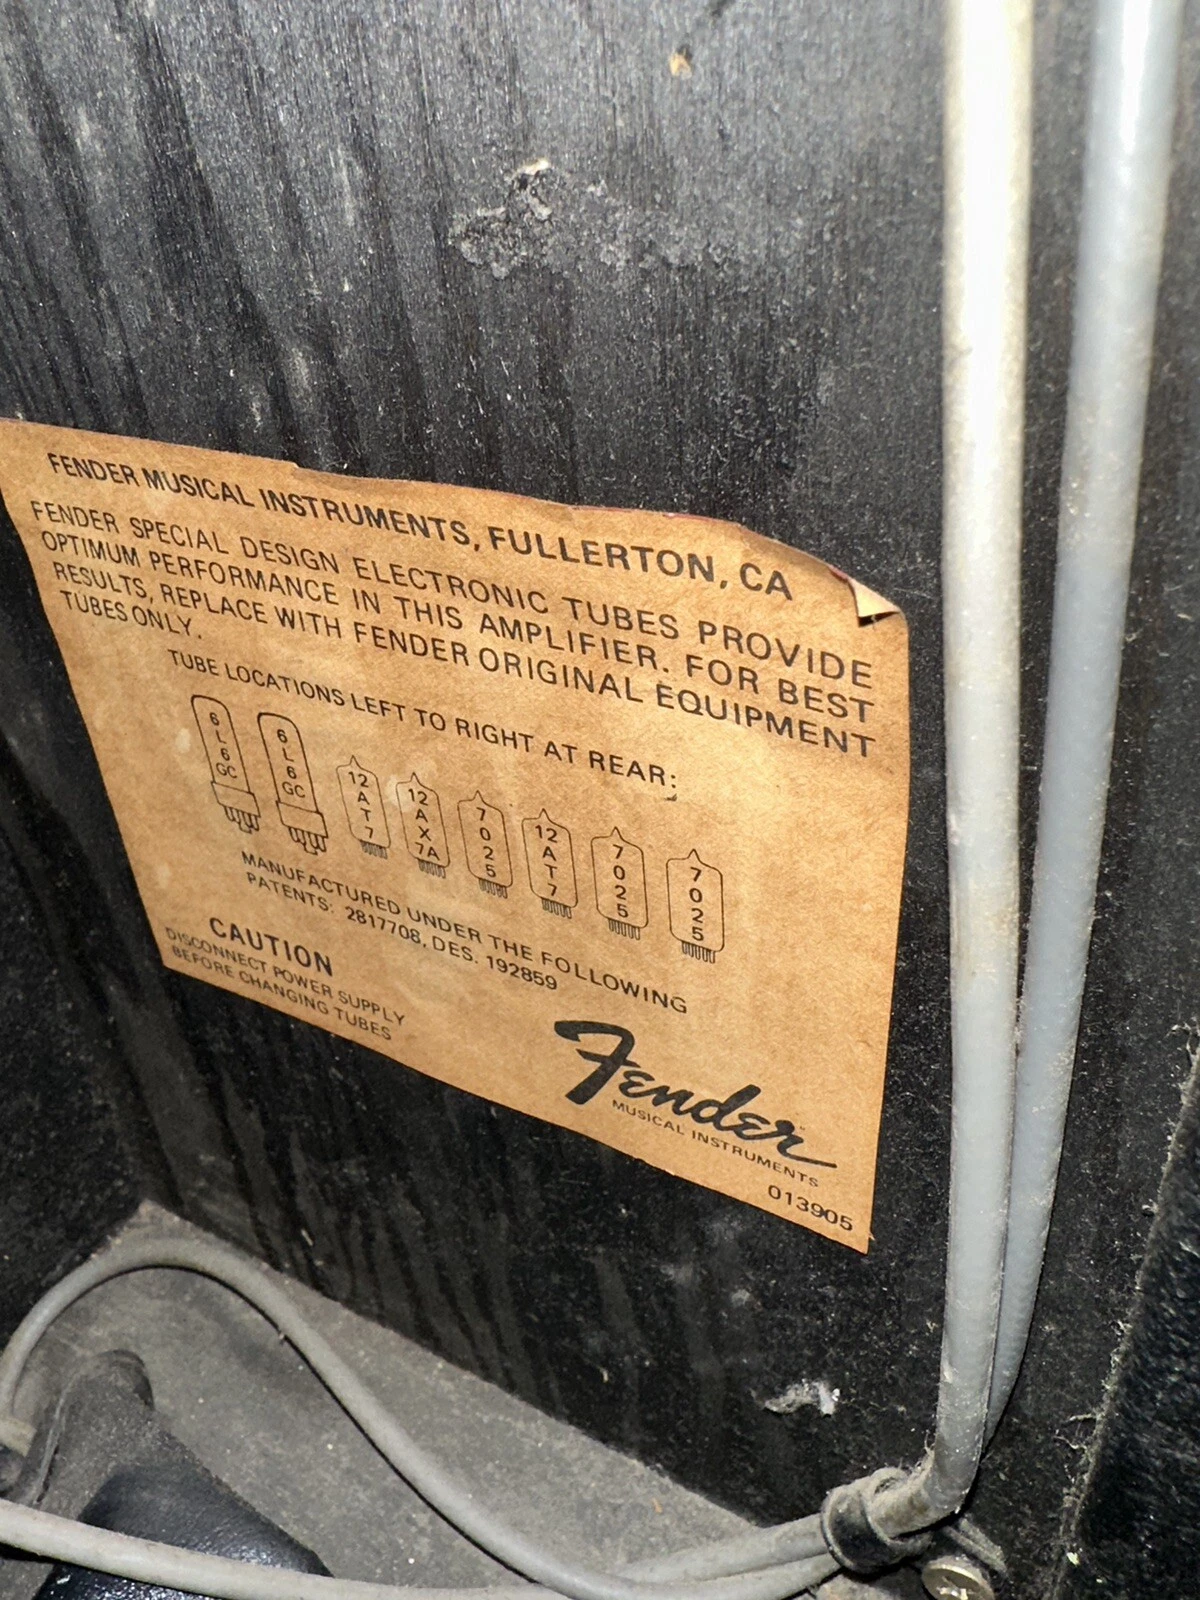 FENDER MUSICAL INSTRUMENTS, FULLERTON, CA
FENDER SPECIAL DESIGN ELECTRONIC TUBES PROVIDE
OPTIMUM PERFORMANCE IN THIS AMPLIFIER. FOR BEST
RESULTS, REPLACE WITH FENDER ORIGINAL EQUIPMENT
TUBES ONLY.
TUBE LOCATIONS LEFT TO RIGHT AT REAR:
6L6GC 6L6GC 12AT7 12AX7A 7025 12AT7 7025 7025
MANUFACTURED UNDER THE FOLLOWING
PATENTS: 2817708, DES. 192859
CAUTION
DISCONNECT POWER SUPPLY
BEFORE CHANGING TUBES
Fender™
MUSICAL INSTRUMENTS
013905